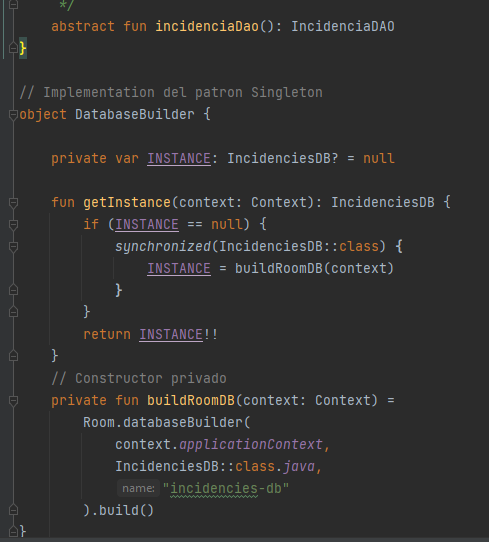 */
    abstract fun incidenciaDao(): IncidenciaDAO
}

// Implementation del patron Singleton
object DatabaseBuilder {

    private var INSTANCE: IncidenciesDB? = null

    fun getInstance(context: Context): IncidenciesDB {
        if (INSTANCE == null) {
            synchronized(IncidenciesDB::class) {
                INSTANCE = buildRoomDB(context)
            }
        }
        return INSTANCE!!
    }
    // Constructor privado
    private fun buildRoomDB(context: Context) =
        Room.databaseBuilder(
            context.applicationContext,
            IncidenciesDB::class.java,
            name: "incidencies-db"
        ).build()
}